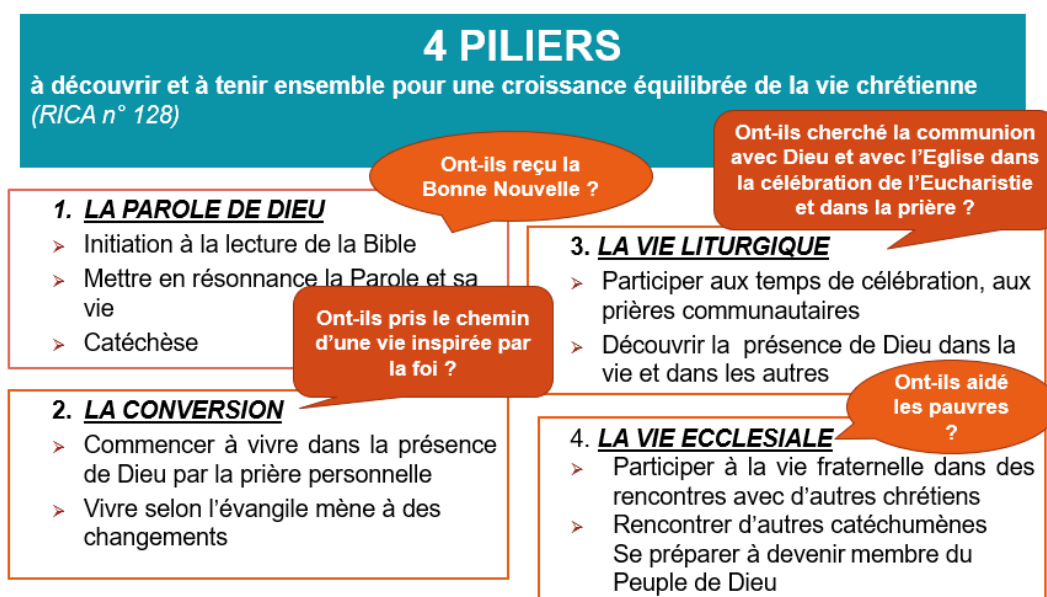 4 PILIERS
à découvrir et à tenir ensemble pour une croissance équilibrée de la vie chrétienne
(RICA n° 128)
Ont-ils reçu la
Bonne Nouvelle ?
1. LA PAROLE DE DIEU
➢ Initiation à la lecture de la Bible
➢ Mettre en résonnance la Parole et sa
vie
➢ Catéchèse
Ont-ils pris le chemin
d'une vie inspirée par
la foi ?
2. LA CONVERSION
➢ Commencer à vivre dans la présence
de Dieu par la prière personnelle
➢ Vivre selon l'évangile mène à des
changements
Ont-ils cherché la communion
avec Dieu et avec l'Eglise dans
la célébration de l'Eucharistie
et dans la prière ?
3. LA VIE LITURGIQUE
➢ Participer aux temps de célébration, aux
prières communautaires
➢ Découvrir la présence de Dieu dans la
vie et dans les autres
Ont-ils aidé
les pauvres
?
4. LA VIE ECCLESIALE
➢ Participer à la vie fraternelle dans des
rencontres avec d'autres chrétiens
➢ Rencontrer d'autres catéchumènes
Se préparer à devenir membre du
Peuple de Dieu